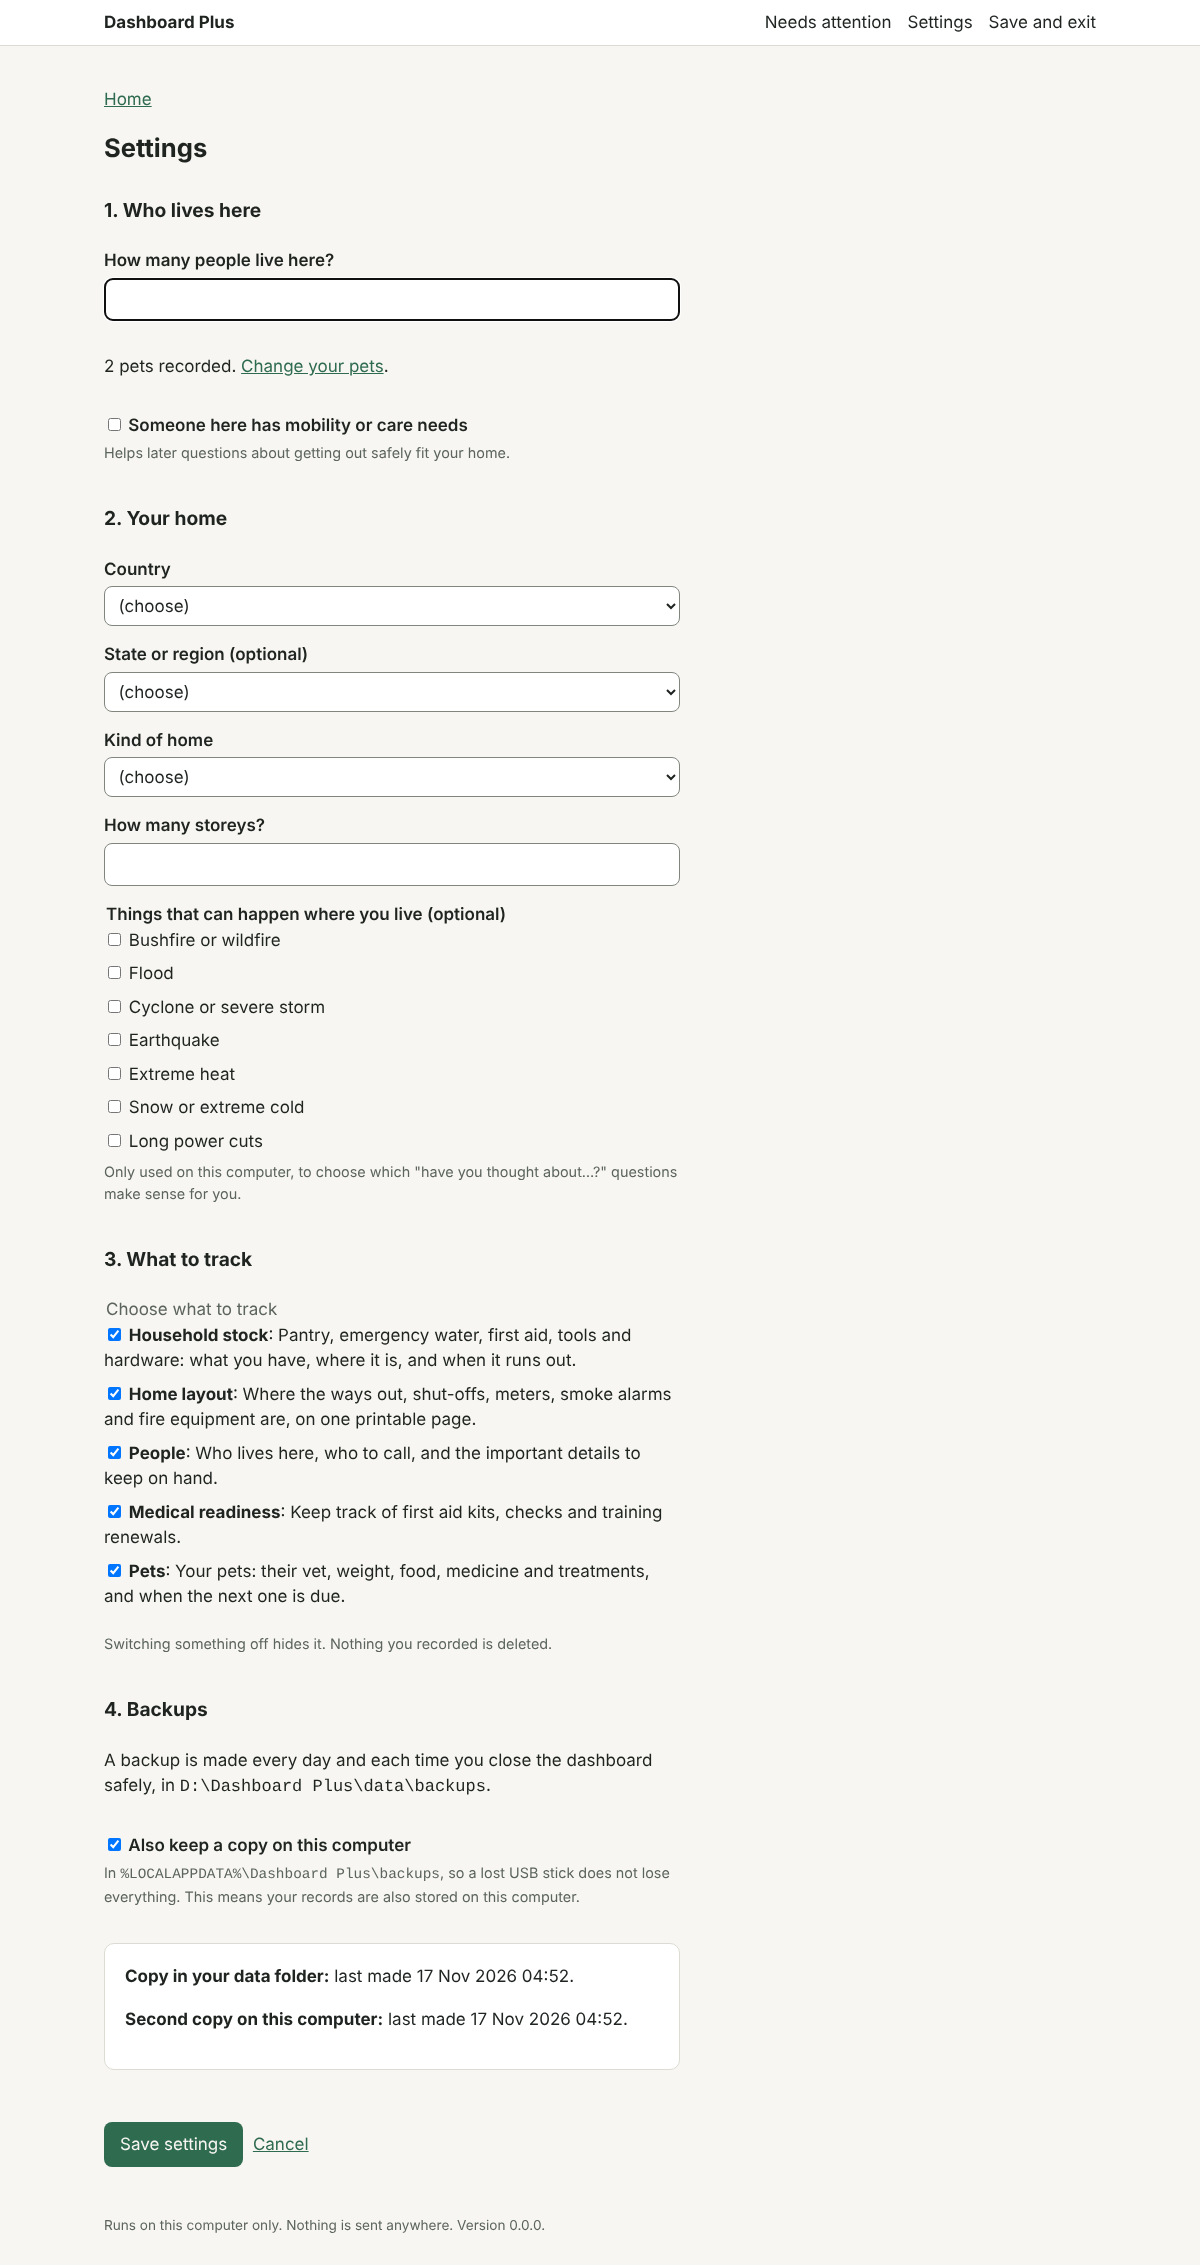 Dashboard Plus
Needs attention Settings Save and exit
Home
Settings
1. Who lives here
How many people live here?
2 pets recorded. Change your pets.
Someone here has mobility or care needs
Helps later questions about getting out safely fit your home.
2. Your home
Country
(choose)
State or region (optional)
(choose)
Kind of home
(choose)
How many storeys?
Things that can happen where you live (optional)
Bushfire or wildfire
Flood
Cyclone or severe storm
Earthquake
Extreme heat
Snow or extreme cold
Long power cuts
Only used on this computer, to choose which "have you thought about...?" questions
make sense for you.
3. What to track
Choose what to track
Household stock: Pantry, emergency water, first aid, tools and
hardware: what you have, where it is, and when it runs out.
Home layout: Where the ways out, shut-offs, meters, smoke alarms
and fire equipment are, on one printable page.
People: Who lives here, who to call, and the important details to
keep on hand.
Medical readiness: Keep track of first aid kits, checks and training
renewals.
Pets: Your pets: their vet, weight, food, medicine and treatments,
and when the next one is due.
Switching something off hides it. Nothing you recorded is deleted.
4. Backups
A backup is made every day and each time you close the dashboard
safely, in D:\Dashboard Plus\data\backups.
Also keep a copy on this computer
In %LOCALAPPDATA%\Dashboard Plus\backups, so a lost USB stick does not lose
everything. This means your records are also stored on this computer.
Copy in your data folder: last made 17 Nov 2026 04:52.
Second copy on this computer: last made 17 Nov 2026 04:52.
Save settings Cancel
Runs on this computer only. Nothing is sent anywhere. Version 0.0.0.